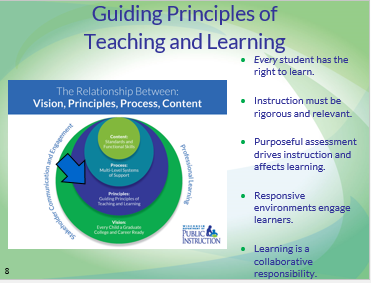 Guiding Principles of
Teaching and Learning
The Relationship Between:
Vision, Principles, Process, Content
Stakeholder Communication and Engagement
Professional Learning
Content:
Standards and
Functional Skills
Process:
Multi-Level Systems
of Support
Principles:
Guiding Principles of
Teaching and Learning
Vision:
Every Child a Graduate
College and Career Ready
WISCONSIN DEPARTMENT OF
PUBLIC
INSTRUCTION
• Every student has the
right to learn.
• Instruction must be
rigorous and relevant.
• Purposeful assessment
drives instruction and
affects learning.
• Responsive
environments engage
learners.
• Learning is a
collaborative
responsibility.
8